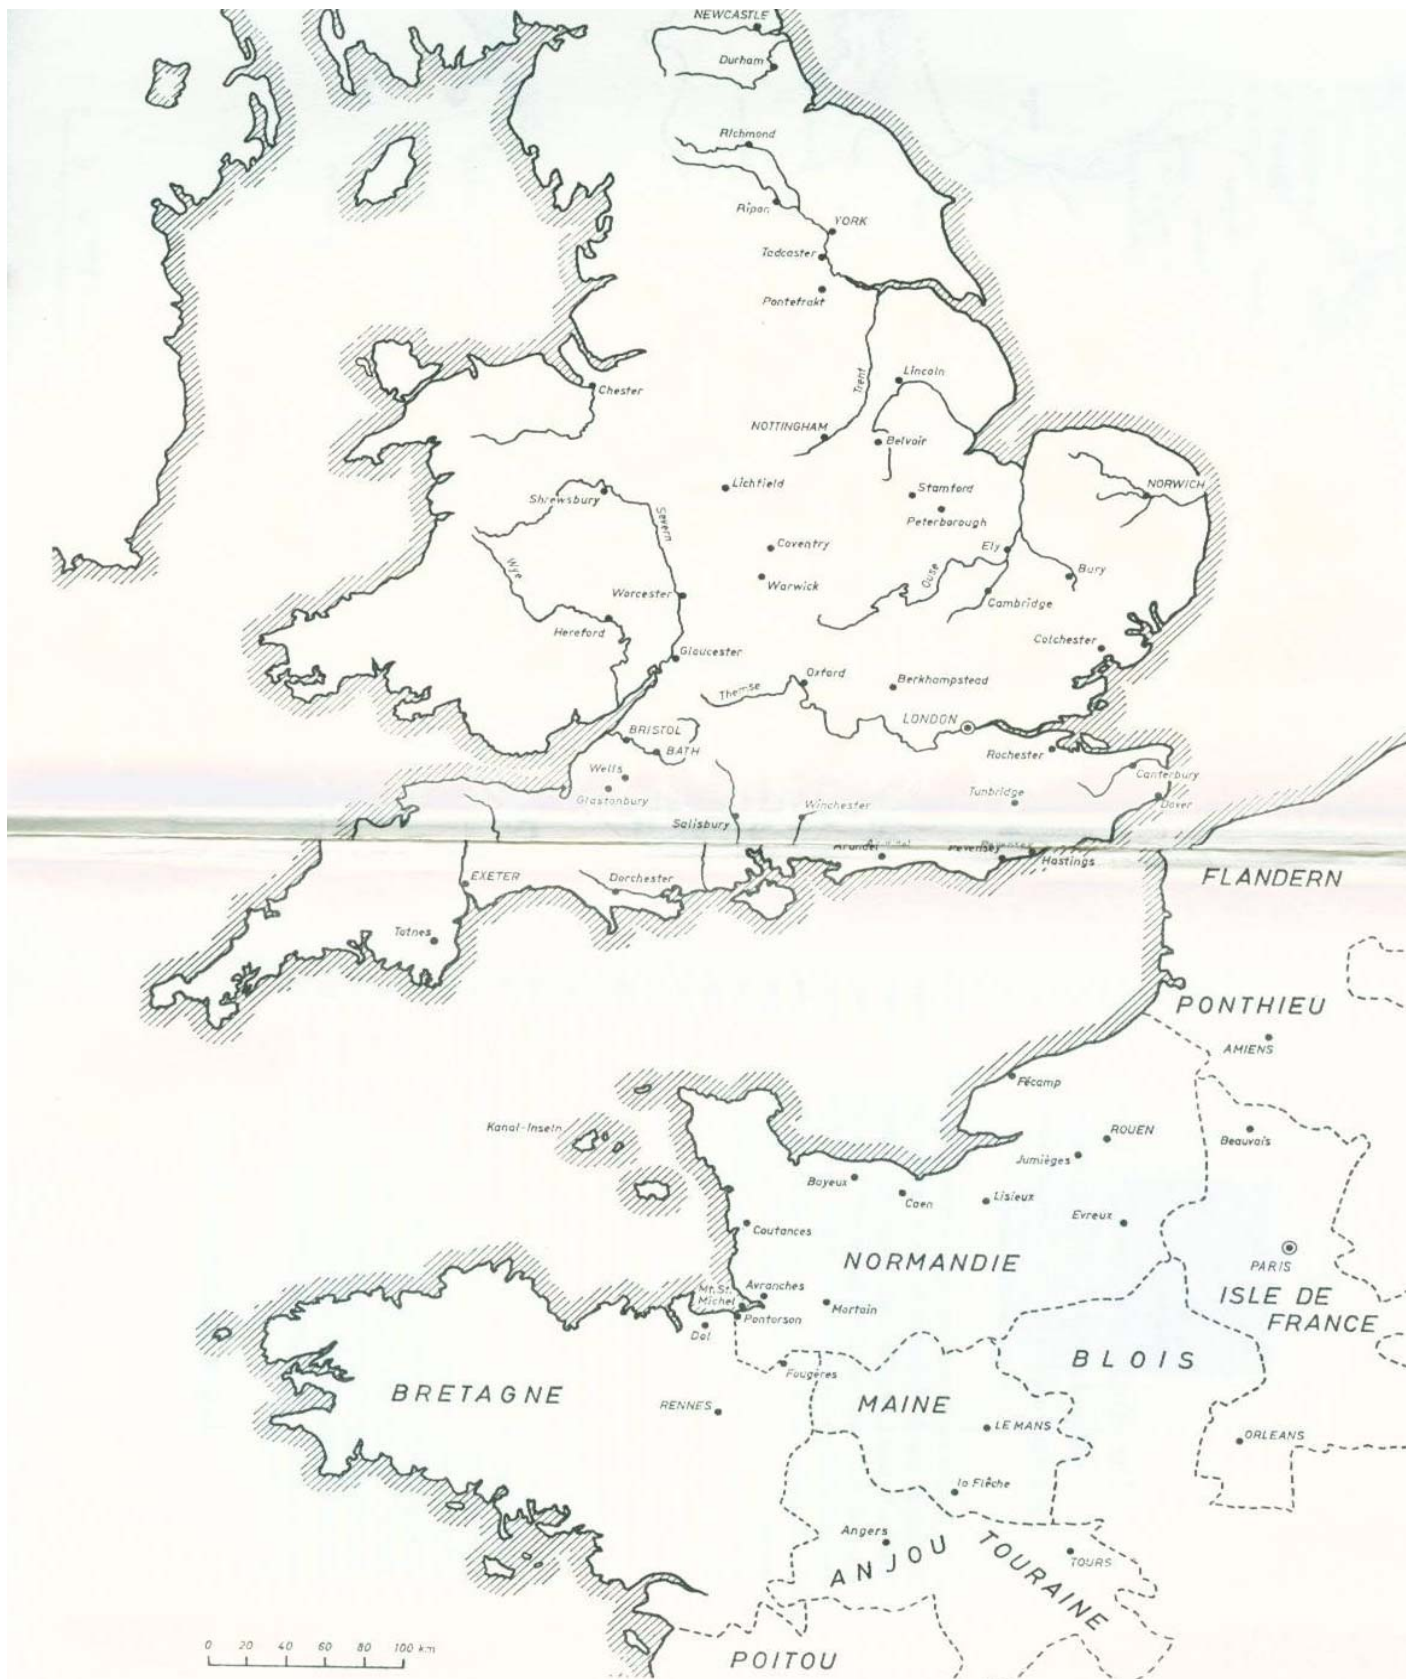 NEWCASTLE
Durham
Richmond
Ripon
YORK
Tadcaster
Pontefrakt
Trent
Lincoln
Chester
NOTTINGHAM
Belvoir
Lichfield
Stamford
NORWICH
Shrewsbury
Severn
Peterborough
Coventry
Ely
Wye
Ouse
Bury
Warwick
Worcester
Cambridge
Hereford
Colchester
Gloucester
Oxford
Berkhampstead
Themse
LONDON
BRISTOL
BATH
Rochester
Wells
Canterbury
Glastonbury
Winchester
Tunbridge
Dover
Salisbury
Arundel
Pevensey
Hastings
FLANDERN
EXETER
Dorchester
Totnes
PONTHIEU
AMIENS
Fécamp
Kanal-Inseln
ROUEN
Beauvais
Jumièges
Bayeux
Caen
Lisieux
Evreux
Coutances
NORMANDIE
PARIS
Avranches
Mt. St.
Michel
Mortain
ISLE DE
FRANCE
Pontorson
Dol
BLOIS
Fougères
BRETAGNE
MAINE
RENNES
LE MANS
ORLEANS
la Flêche
Angers
ANJOU
TOURAINE
TOURS
0 20 40 60 80 100 km
POITOU